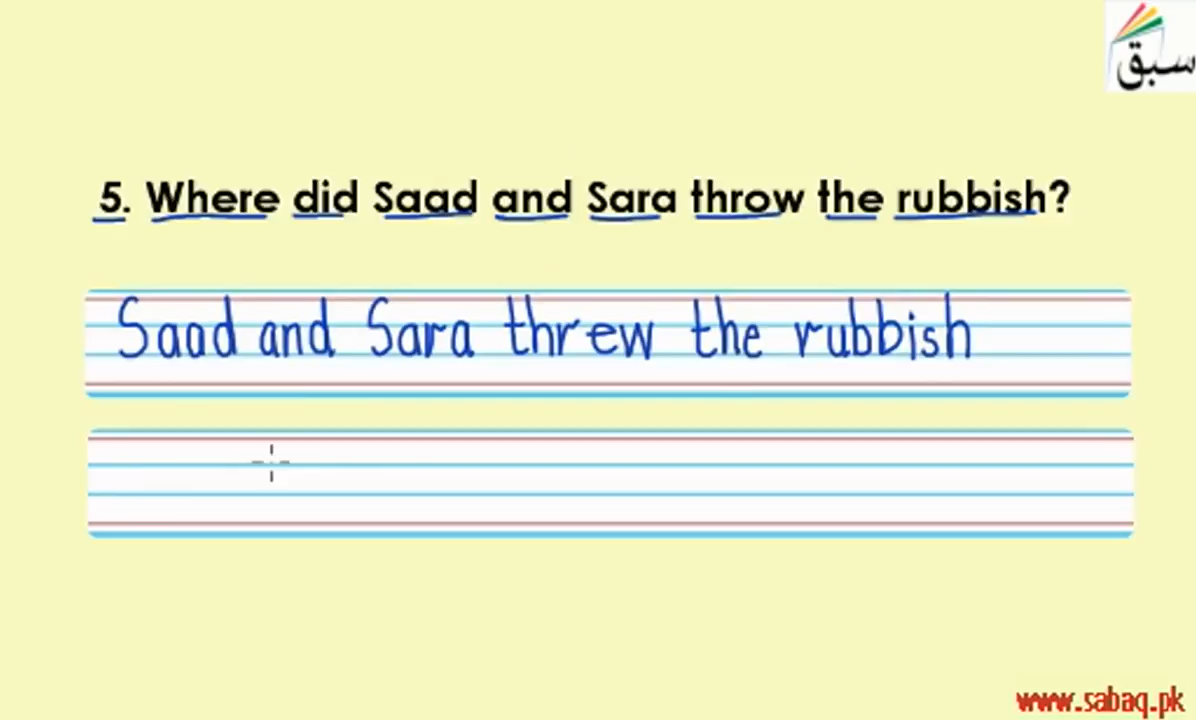 سبق
5. Where did Saad and Sara throw the rubbish?
Saad and Sara threw the rubbish
www.sabaq.pk